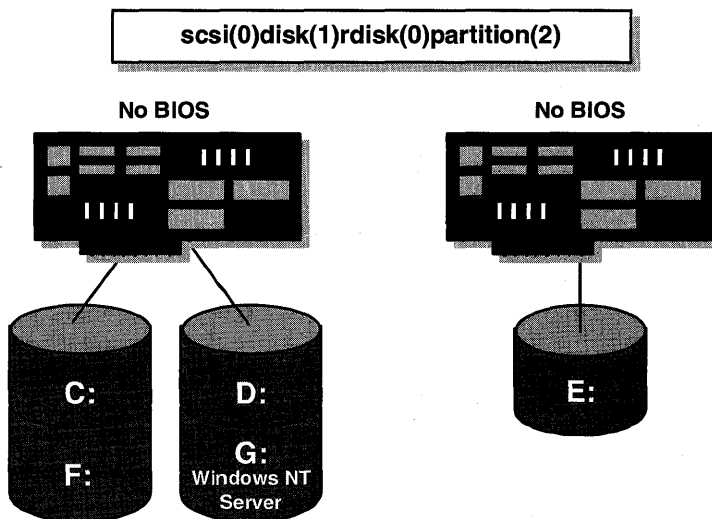 scsi(0)disk(1)rdisk(0)partition(2)
No BIOS
No BIOS
C:
F:
D:
G:
Windows NT
Server
E: